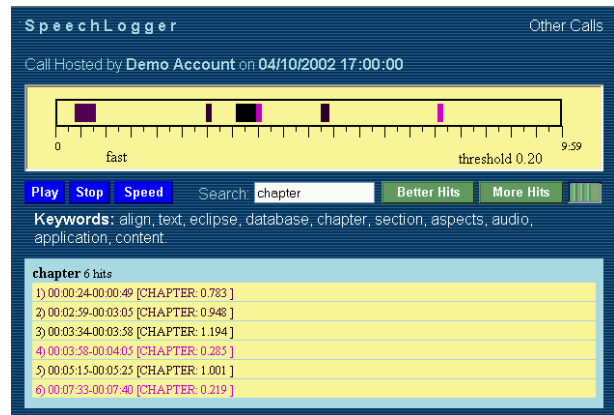 SpeechLogger Other Calls
Call Hosted by Demo Account on 04/10/2002 17:00:00
0 9:59
fast threshold 0.20
Play Stop Speed Search: chapter Better Hits More Hits
Keywords: align, text, eclipse, database, chapter, section, aspects, audio,
application, content.
chapter 6 hits
1) 00:00:24-00:00:49 [CHAPTER: 0.783 ]
2) 00:02:59-00:03:05 [CHAPTER: 0.948 ]
3) 00:03:34-00:03:58 [CHAPTER: 1.194 ]
4) 00:03:58-00:04:05 [CHAPTER: 0.285 ]
5) 00:05:15-00:05:25 [CHAPTER: 1.001 ]
6) 00:07:33-00:07:40 [CHAPTER: 0.219 ]